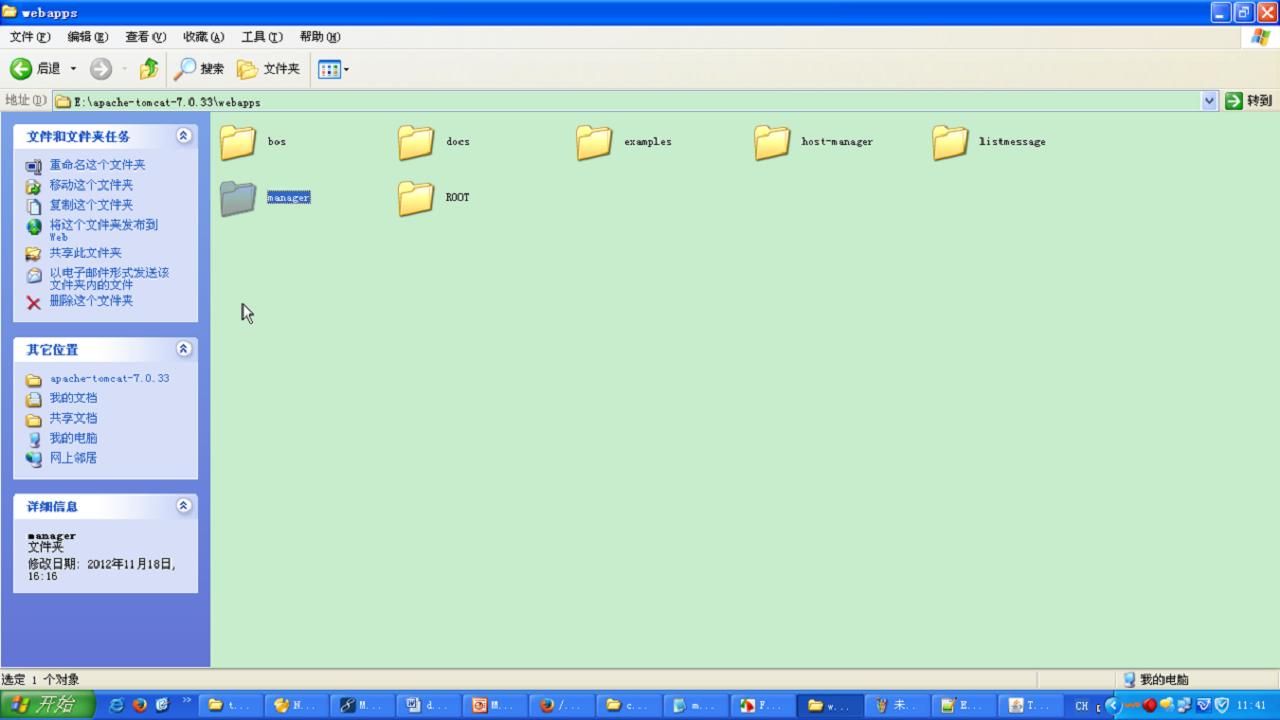 webapps
文件(F) 编辑(E) 查看(V) 收藏(A) 工具(T) 帮助(H)
后退 搜索 文件夹
地址(D) E:\apache-tomcat-7.0.33\webapps 转到
文件和文件夹任务
重命名这个文件夹
移动这个文件夹
复制这个文件夹
将这个文件夹发布到
Web
共享此文件夹
以电子邮件形式发送该
文件夹内的文件
删除这个文件夹
其它位置
apache-tomcat-7.0.33
我的文档
共享文档
我的电脑
网上邻居
详细信息
manager
文件夹
修改日期: 2012年11月18日,
16:16
bos docs examples host-manager listmessage
manager ROOT
选定 1 个对象 我的电脑
开始 t... N... M... d... M... /... c... m... F... w... 未... E... T... CH 11:41